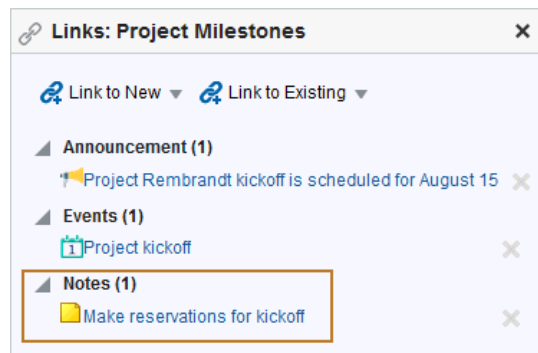 Links: Project Milestones
Link to New Link to Existing
Announcement (1)
Project Rembrandt kickoff is scheduled for August 15
Events (1)
1 Project kickoff
Notes (1)
Make reservations for kickoff